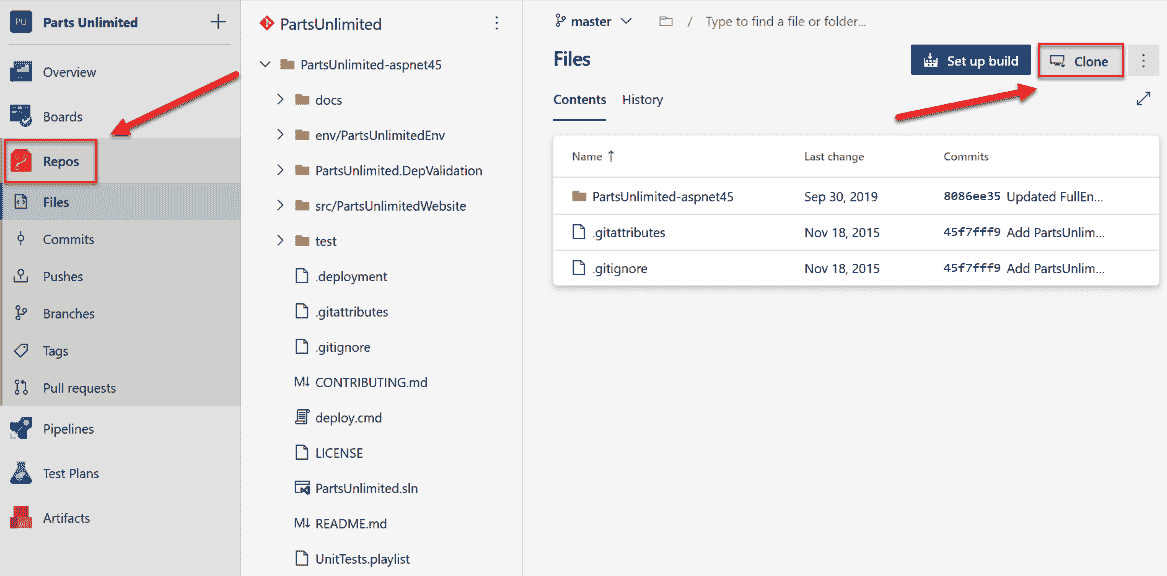 PU Parts Unlimited +
Overview
Boards
Repos
Files
Commits
Pushes
Branches
Tags
Pull requests
Pipelines
Test Plans
Artifacts
PartsUnlimited
PartsUnlimited-aspnet45
docs
env/PartsUnlimitedEnv
PartsUnlimited.DepValidation
src/PartsUnlimitedWebsite
test
.deployment
.gitattributes
.gitignore
M↓ CONTRIBUTING.md
deploy.cmd
LICENSE
PartsUnlimited.sln
M↓ README.md
UnitTests.playlist
master / Type to find a file or folder...
Files Set up build Clone
Contents History
Name ↑ Last change Commits
PartsUnlimited-aspnet45 Sep 30, 2019 8086ee35 Updated FullEn...
.gitattributes Nov 18, 2015 45f7fff9 Add PartsUnlim...
.gitignore Nov 18, 2015 45f7fff9 Add PartsUnlim...